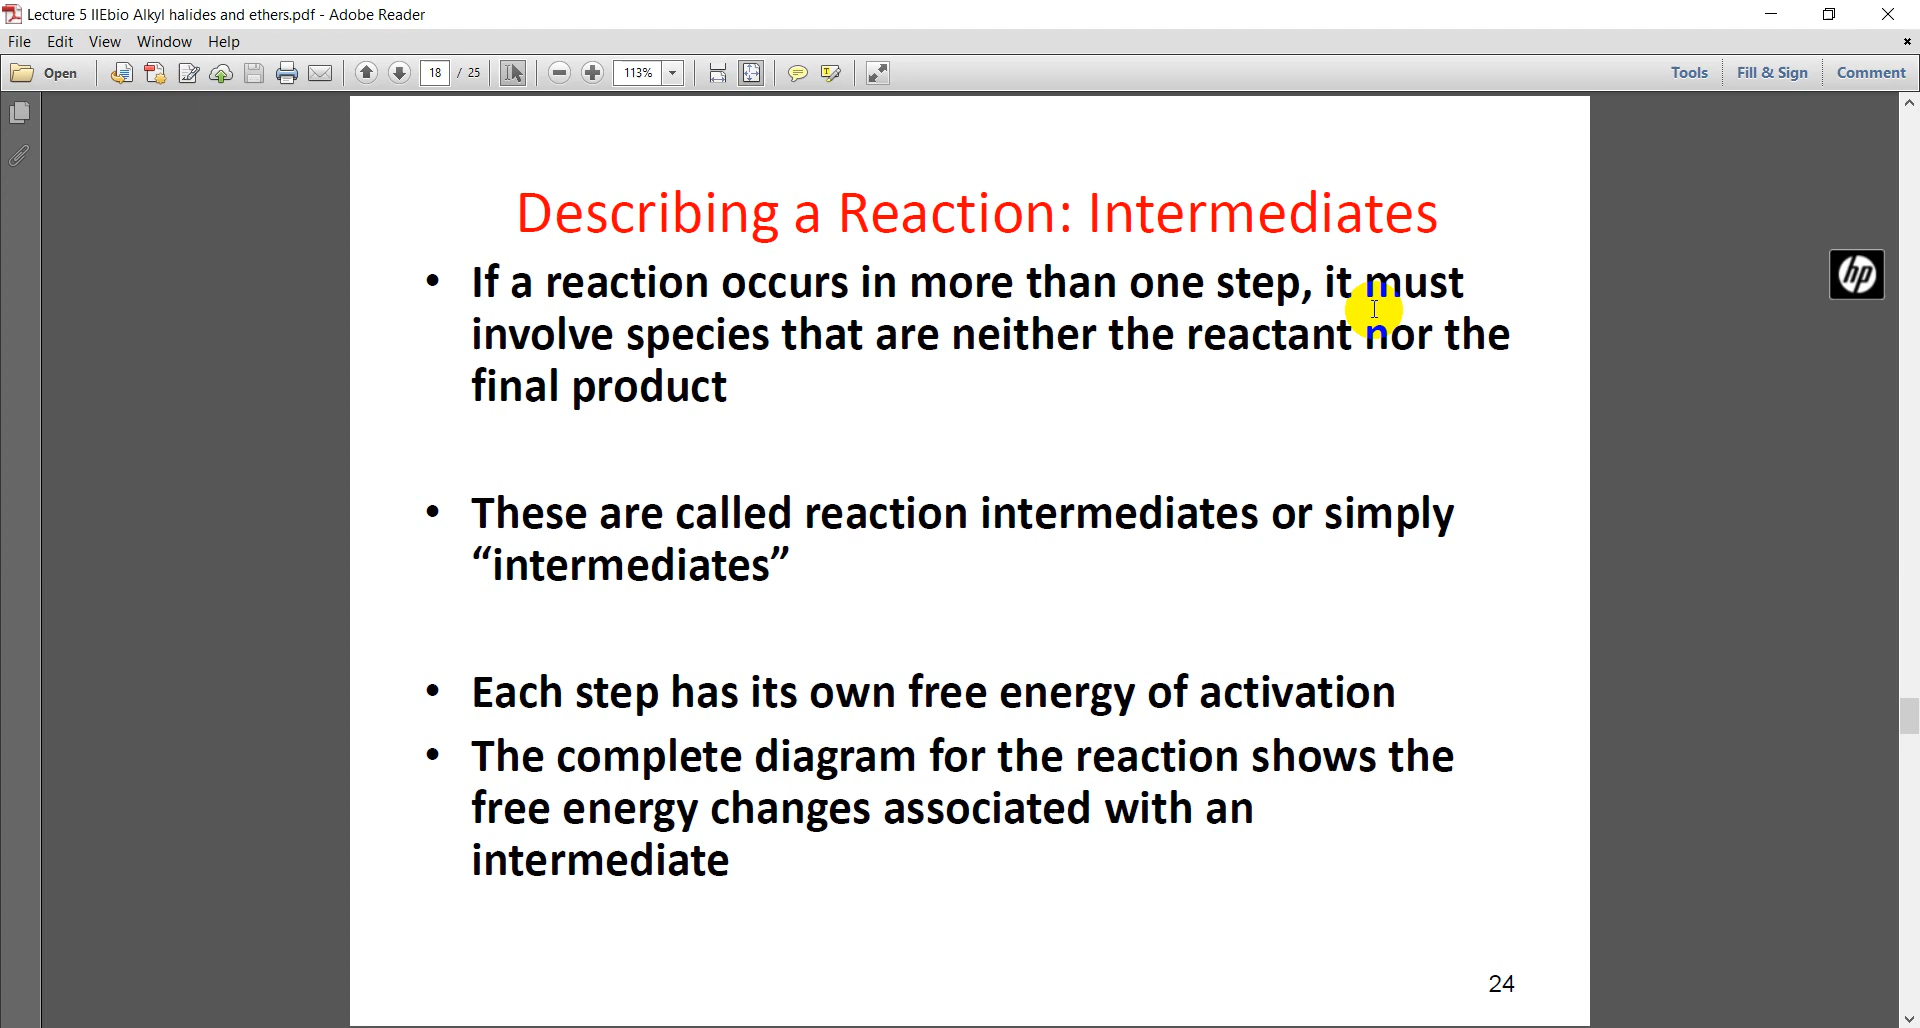 Lecture 5 IIEbio Alkyl halides and ethers.pdf - Adobe Reader
File Edit View Window Help
Open 18 / 25 113% Tools Fill & Sign Comment
Describing a Reaction: Intermediates
• If a reaction occurs in more than one step, it must
involve species that are neither the reactant nor the
final product
• These are called reaction intermediates or simply
“intermediates”
• Each step has its own free energy of activation
• The complete diagram for the reaction shows the
free energy changes associated with an
intermediate
24
hp